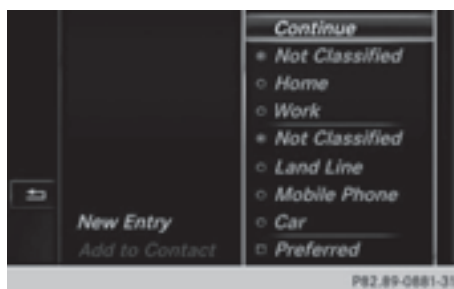 Continue
Not Classified
Home
Work
Not Classified
Land Line
Mobile Phone
New Entry
Car
Add to Contact
Preferred
P82.89-0881-31